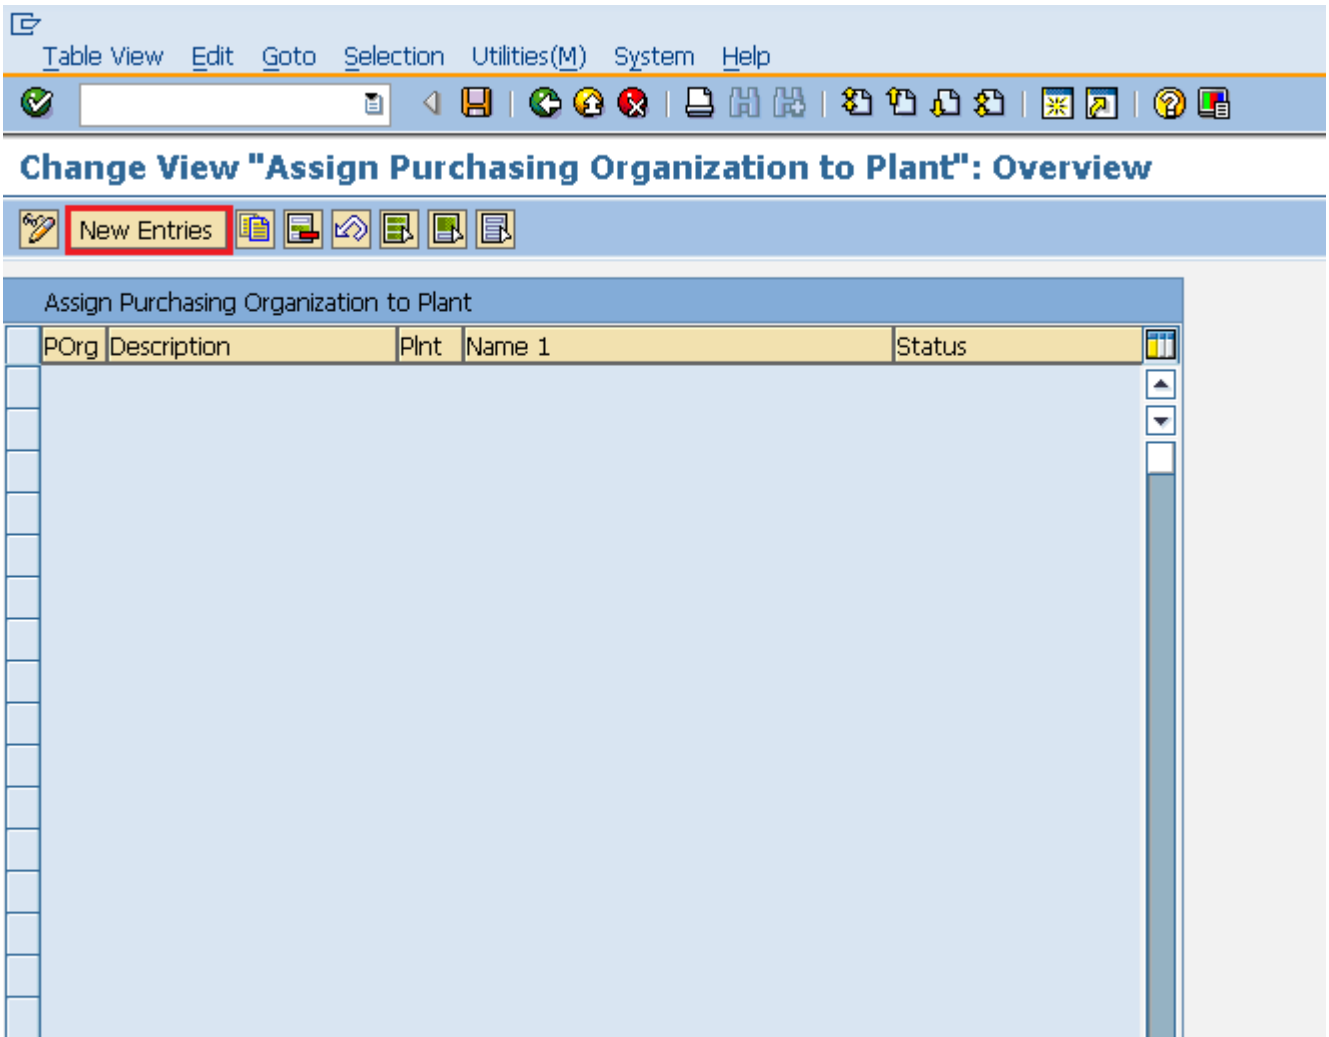 Table View Edit Goto Selection Utilities(M) System Help
Change View "Assign Purchasing Organization to Plant": Overview
New Entries
Assign Purchasing Organization to Plant
POrg Description Plnt Name 1 Status